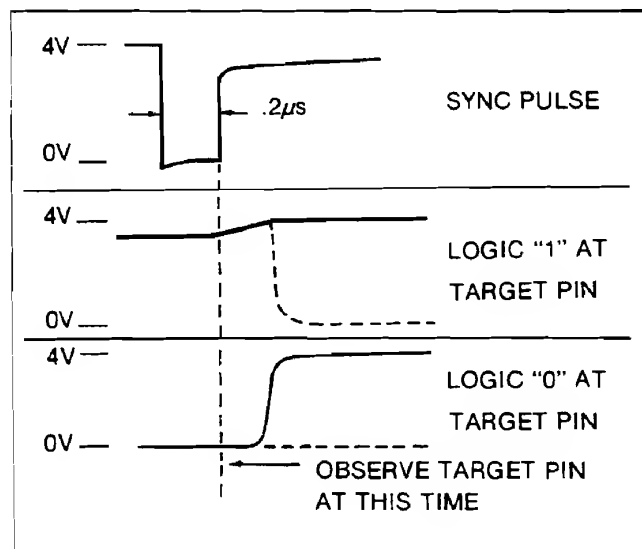 4V
.2µs
SYNC PULSE
0V
4V
LOGIC “1” AT
TARGET PIN
0V
4V
LOGIC “0” AT
TARGET PIN
0V
OBSERVE TARGET PIN
AT THIS TIME